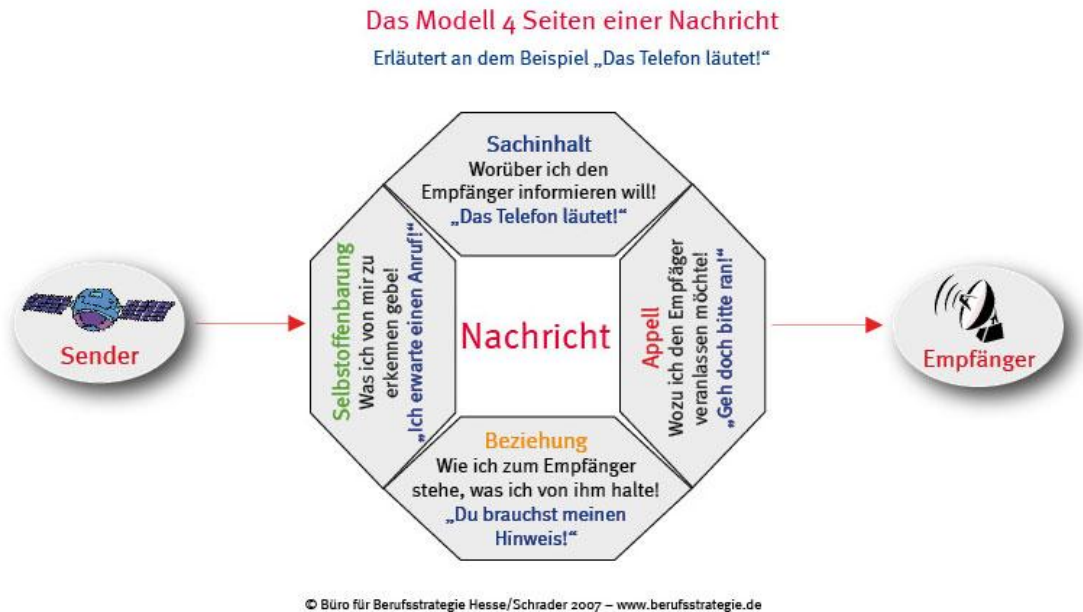 Das Modell 4 Seiten einer Nachricht
Erläutert an dem Beispiel „Das Telefon läutet!“
Sachinhalt
Worüber ich den
Empfänger informieren will!
„Das Telefon läutet!“
Sender
Selbstoffenbarung
Was ich von mir zu
erkennen gebe!
„Ich erwarte einen Anruf!“
Nachricht
Appell
Wozu ich den Empfäger
veranlassen möchte!
„Geh doch bitte ran!“
Empfänger
Beziehung
Wie ich zum Empfänger
stehe, was ich von ihm halte!
„Du brauchst meinen
Hinweis!“
© Büro für Berufsstrategie Hesse/Schrader 2007 – www.berufsstrategie.de